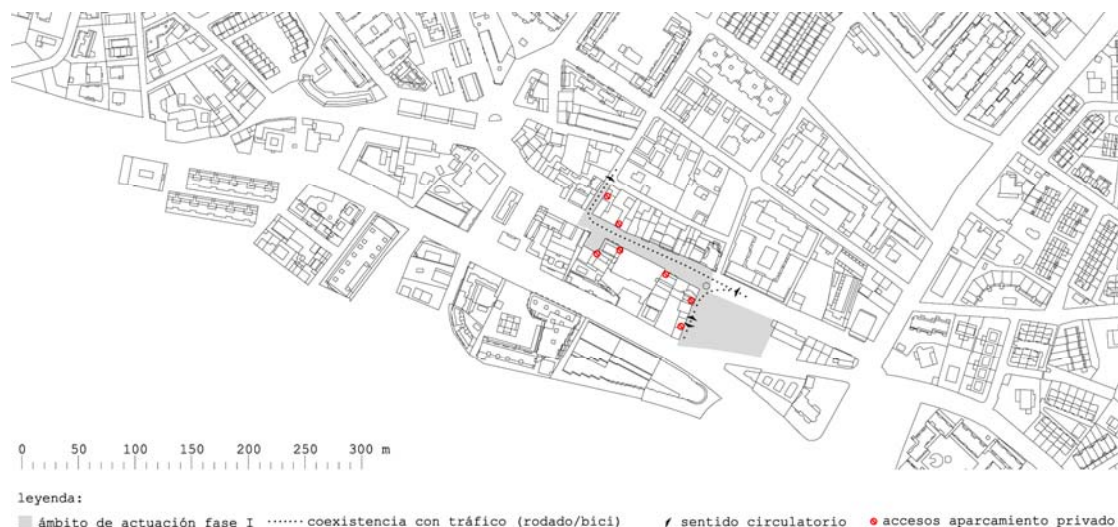 0 50 100 150 200 250 300 m
leyenda:
ámbito de actuación fase I coexistencia con tráfico (rodado/bici) sentido circulatorio accesos aparcamiento privado